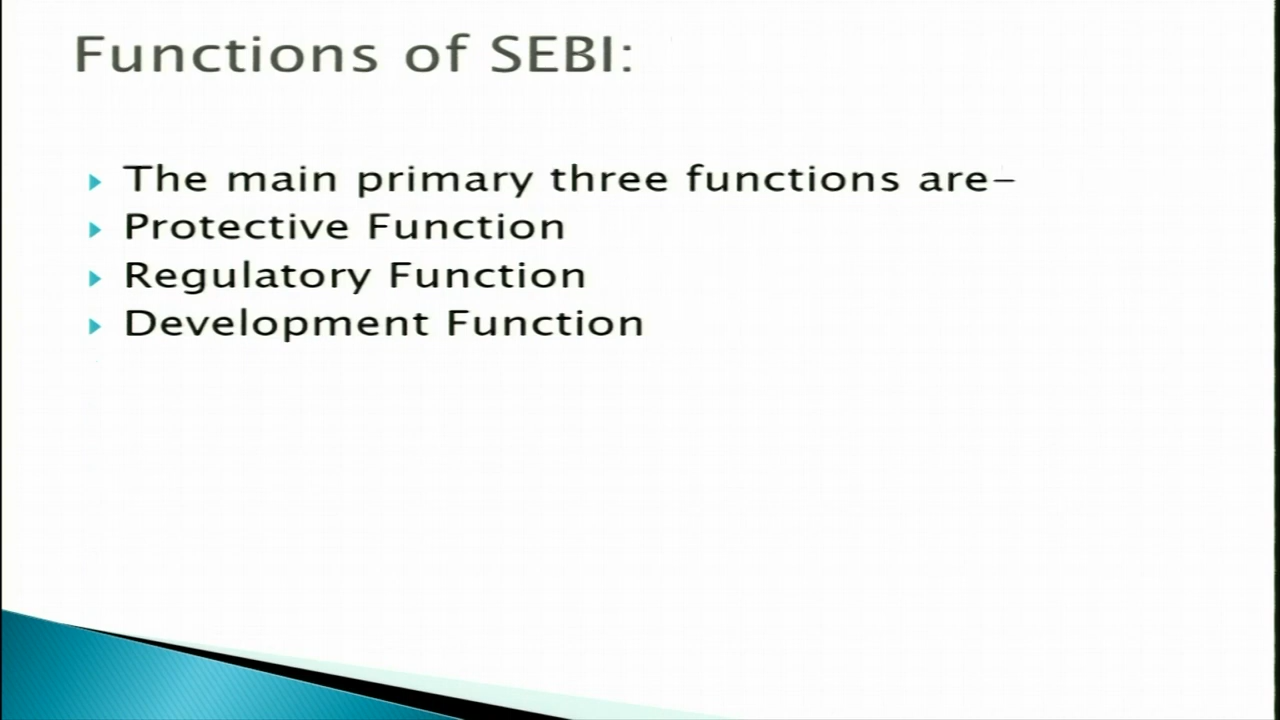 Functions of SEBI:
The main primary three functions are–
Protective Function
Regulatory Function
Development Function